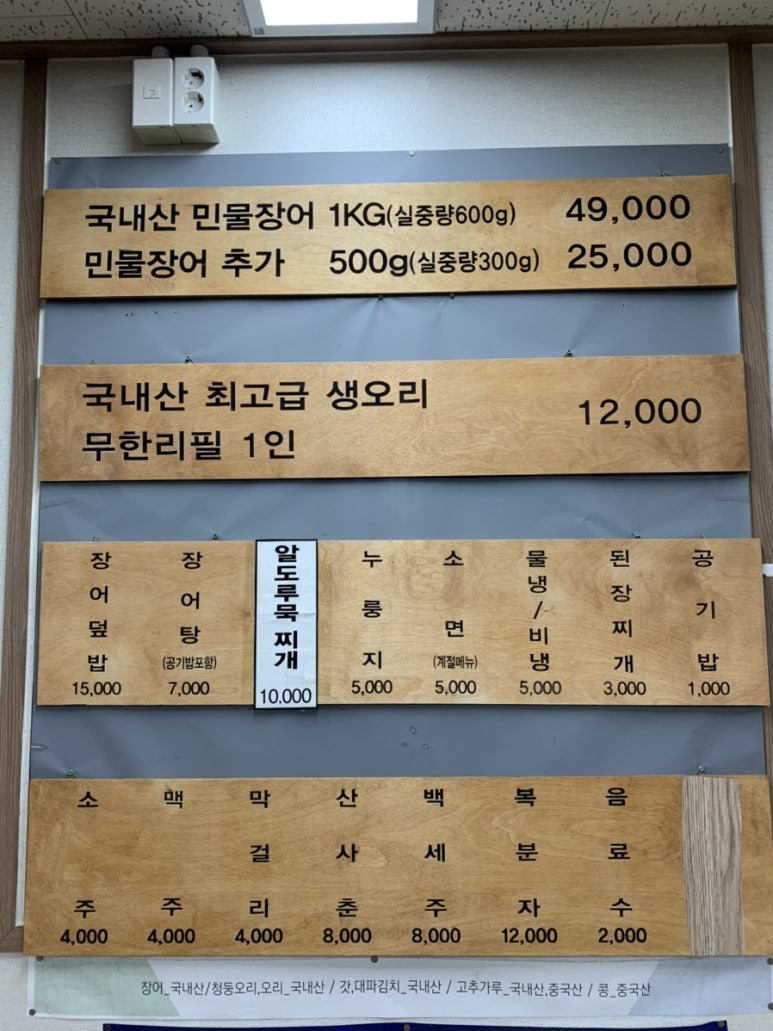 국내산 민물장어 1KG(실중량600g) 49,000
민물장어 추가 500g(실중량300g) 25,000
국내산 최고급 생오리
무한리필 1인
12,000
장어덮밥
15,000
장어탕
(공기밥포함)
7,000
알도루묵찌개
10,000
누룽지
5,000
소면
(계절메뉴)
5,000
물냉/비냉
5,000
된장찌개
3,000
공기밥
1,000
소주
4,000
맥주
4,000
막걸리
4,000
산사춘
8,000
백세주
8,000
복분자
12,000
음료수
2,000
장어_국내산/청둥오리,오리_국내산 / 갓,대파김치_국내산 / 고추가루_국내산,중국산 / 콩_중국산